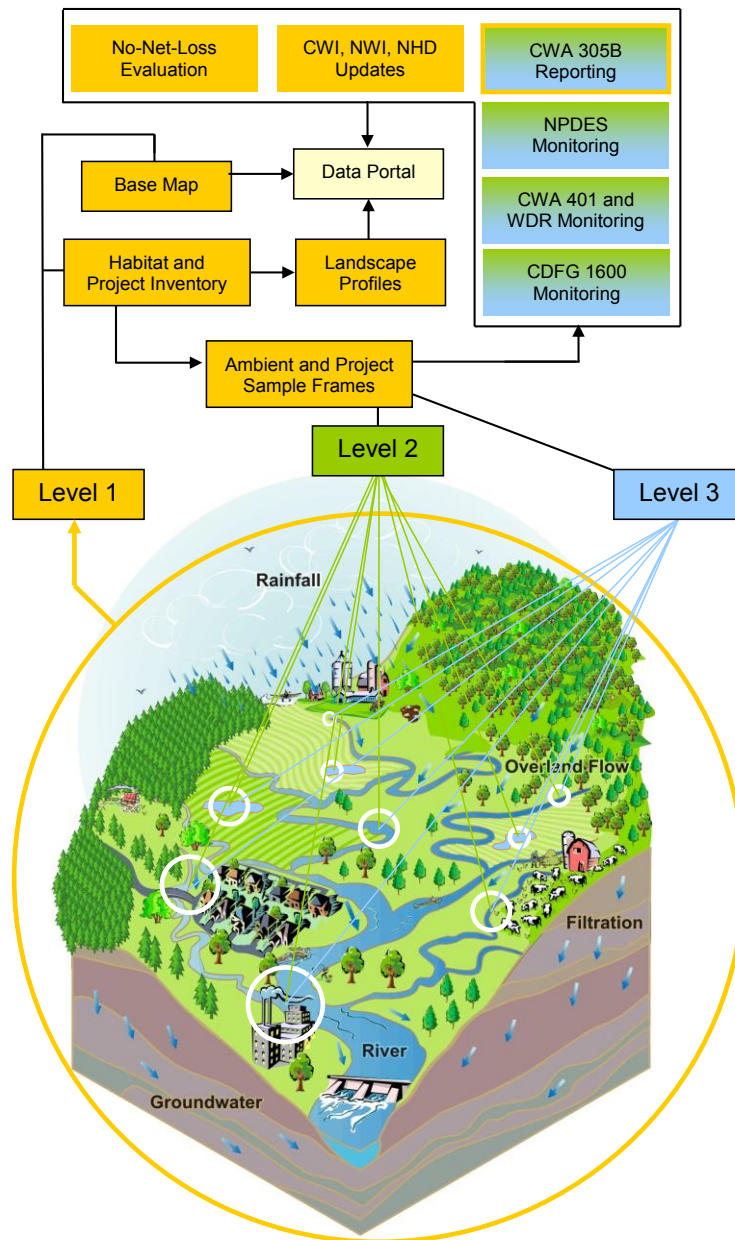 No-Net-Loss
Evaluation
CWI, NWI, NHD
Updates
CWA 305B
Reporting
NPDES
Monitoring
Base Map
Data Portal
CWA 401 and
WDR Monitoring
Habitat and
Project Inventory
Landscape
Profiles
CDFG 1600
Monitoring
Ambient and Project
Sample Frames
Level 2
Level 1
Level 3
Rainfall
Overland Flow
Filtration
River
Groundwater